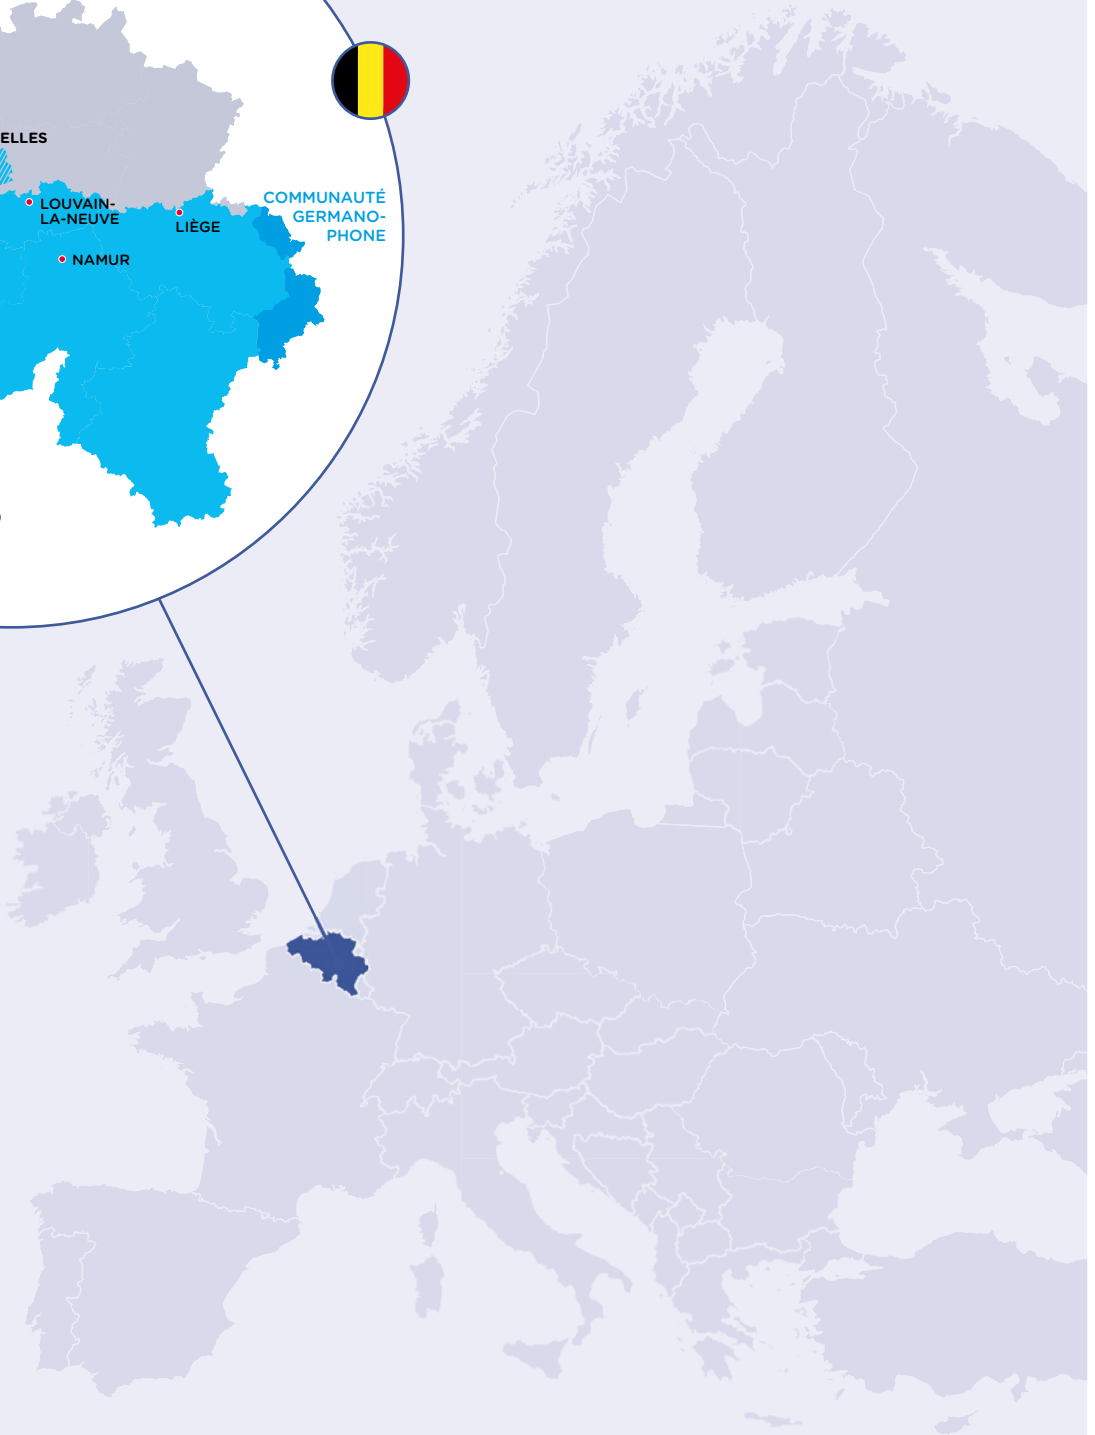 ELLES
LOUVAIN-
LA-NEUVE
LIÈGE
NAMUR
COMMUNAUTÉ
GERMANO-
PHONE